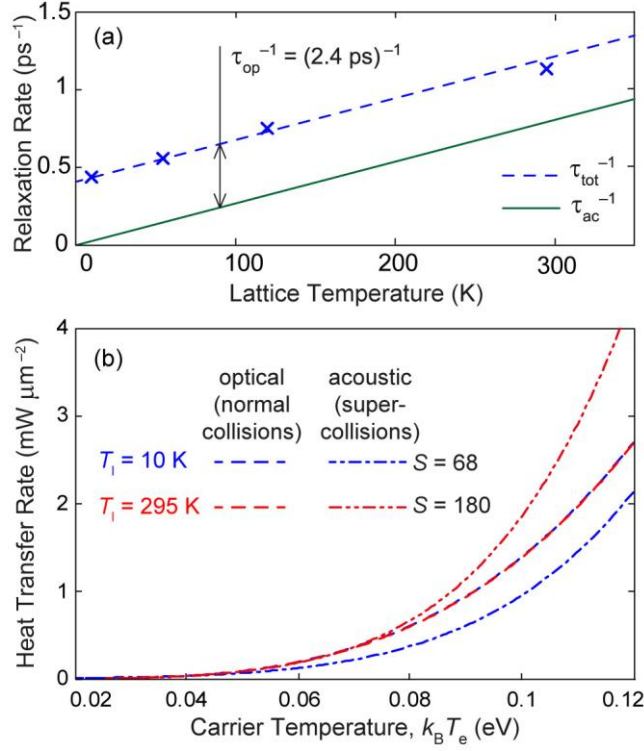 (a)
τop⁻¹ = (2.4 ps)⁻¹
Relaxation Rate (ps⁻¹)
1.5
1
0.5
0
τtot⁻¹
τac⁻¹
0 100 200 300
Lattice Temperature (K)
(b)
optical acoustic
(normal (super-
collisions) collisions)
Tl = 10 K S = 68
Tl = 295 K S = 180
Heat Transfer Rate (mW μm⁻²)
4
3
2
1
0
0.02 0.04 0.06 0.08 0.1 0.12
Carrier Temperature, kBTe (eV)